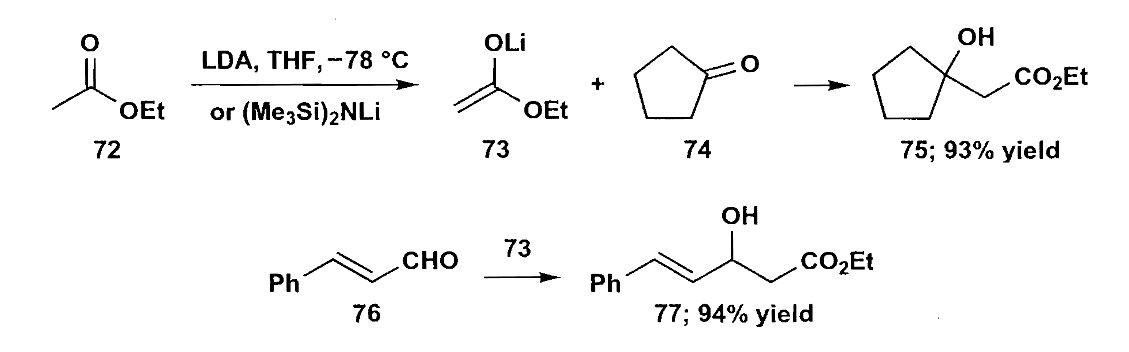 O OLi OH
LDA, THF, −78 °C + O CO₂Et
OEt or (Me₃Si)₂NLi OEt
72 73 74 75; 93% yield
OH
CHO 73 CO₂Et
Ph Ph
76 77; 94% yield